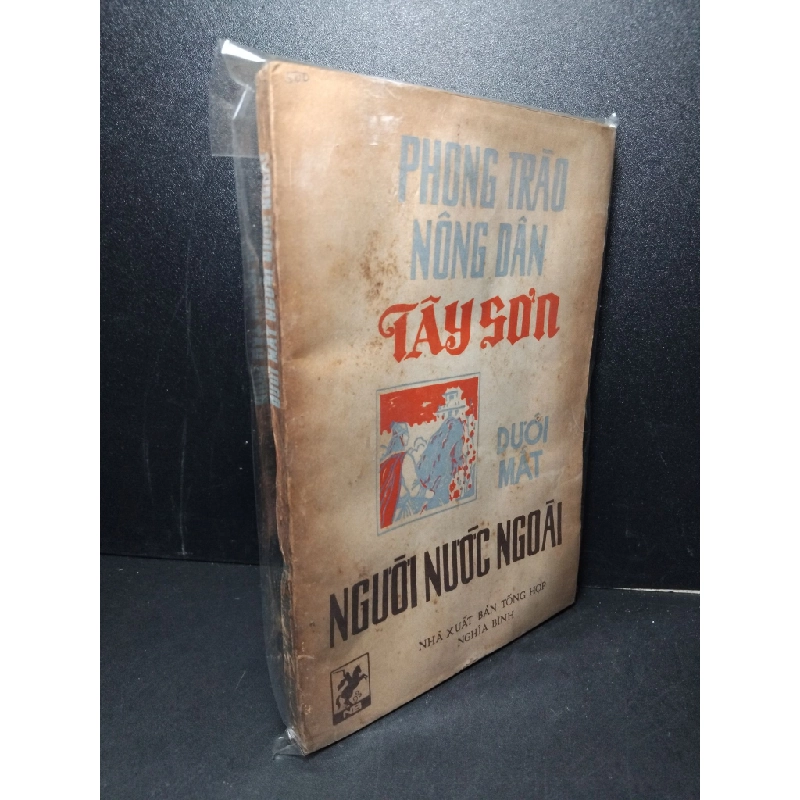 PHONG TRÀO
NÔNG DÂN
TÂY SƠN
DƯỚI
MẮT
NGƯỜI NƯỚC NGOÀI
NHÀ XUẤT BẢN TỔNG HỢP
NGHĨA BÌNH